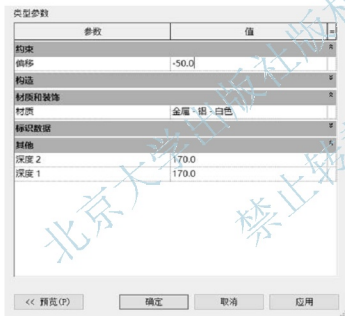 类型参数
参数 值 =
约束
偏移 -50.0
构造
材质和装饰
材质 金属 - 铝 - 白色
标识数据
其他
深度 2 170.0
深度 1 170.0
<< 预览(P) 确定 取消 应用
北京大学出版社版权
禁止转